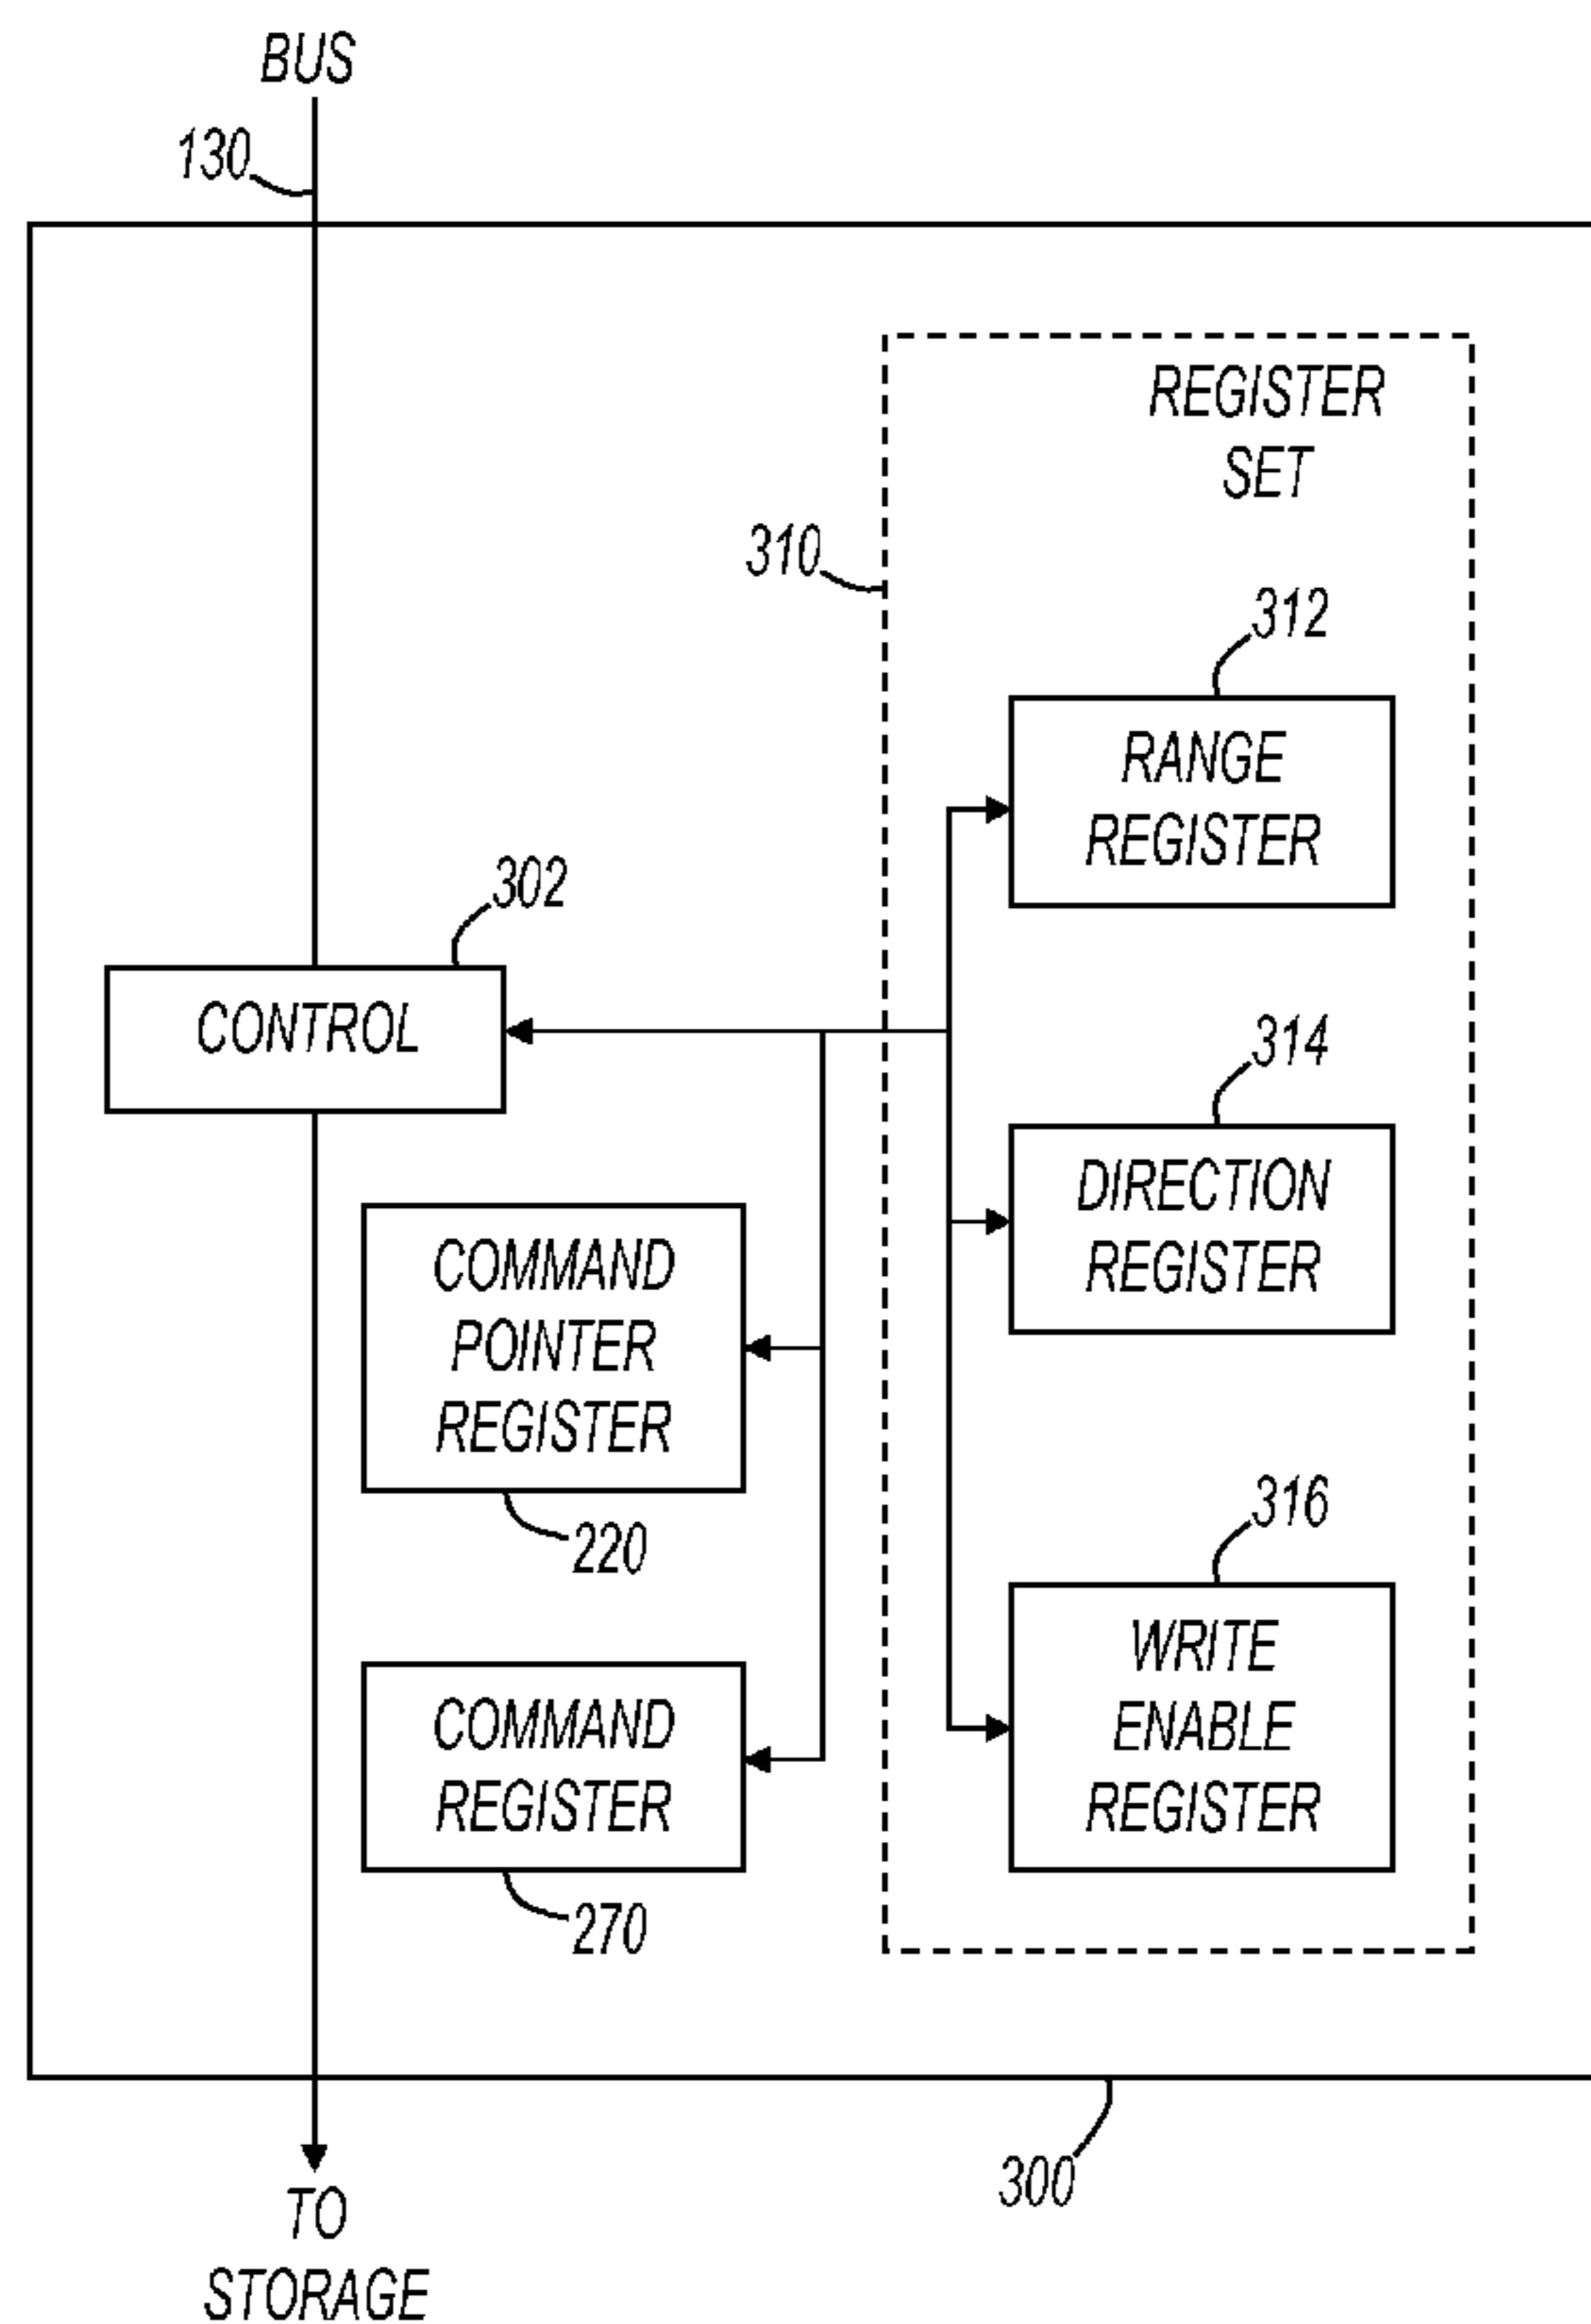 BUS
130
REGISTER
SET
310
312
RANGE
REGISTER
302
CONTROL
314
DIRECTION
REGISTER
COMMAND
POINTER
REGISTER
220
316
WRITE
ENABLE
REGISTER
COMMAND
REGISTER
270
300
TO
STORAGE